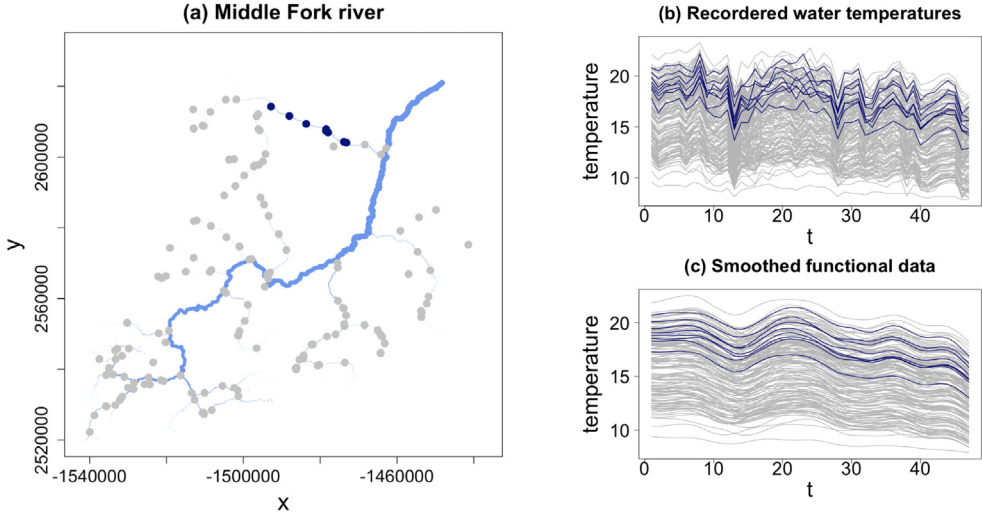 (a) Middle Fork river
y
2600000
2560000
2520000
-1540000
-1500000
-1460000
x
(b) Recordered water temperatures
temperature
20
15
10
0
10
20
30
40
t
(c) Smoothed functional data
temperature
20
15
10
0
10
20
30
40
t